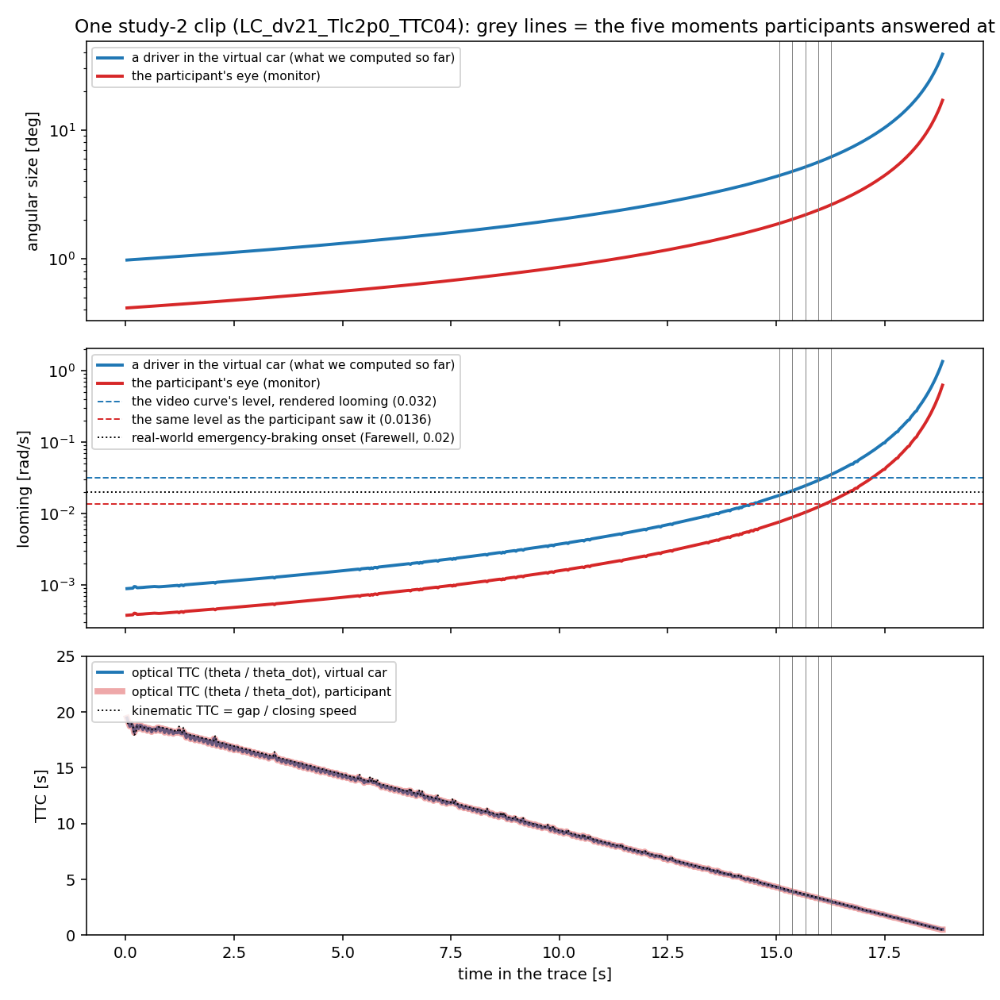 One study-2 clip (LC_dv21_Tlc2p0_TTC04): grey lines = the five moments participants answered at
a driver in the virtual car (what we computed so far)
the participant's eye (monitor)
angular size [deg]
10¹
10⁰
a driver in the virtual car (what we computed so far)
the participant's eye (monitor)
the video curve's level, rendered looming (0.032)
the same level as the participant saw it (0.0136)
real-world emergency-braking onset (Farewell, 0.02)
looming [rad/s]
10⁰
10⁻¹
10⁻²
10⁻³
optical TTC (theta / theta_dot), virtual car
optical TTC (theta / theta_dot), participant
kinematic TTC = gap / closing speed
TTC [s]
25
20
15
10
5
0
0.0 2.5 5.0 7.5 10.0 12.5 15.0 17.5
time in the trace [s]